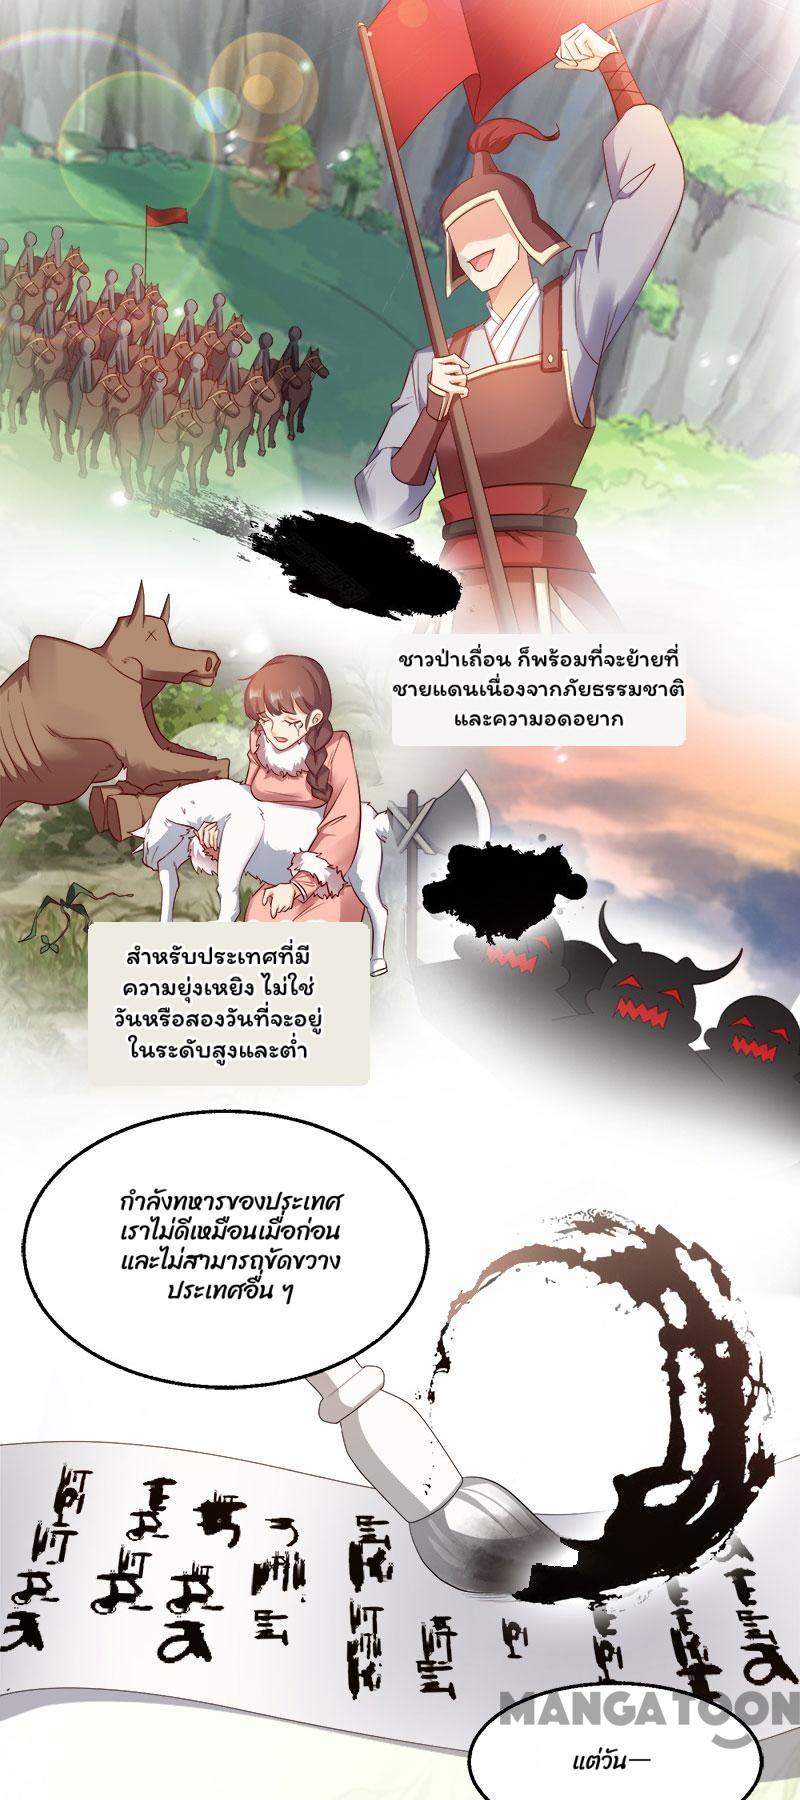 ชาวป่าเถื่อน ก็พร้อมที่จะย้ายที่
ชายแดนเนื่องจากภัยธรรมชาติ
และความอดอยาก
สำหรับประเทศที่มี
ความยุ่งเหยิง ไม่ใช่
วันหรือสองวันที่จะอยู่
ในระดับสูงและต่ำ
กำลังทหารของประเทศ
เราไม่ดีเหมือนเมื่อก่อน
และไม่สามารถขัดขวาง
ประเทศอื่น ๆ
MANGATOON
แต่วัน—